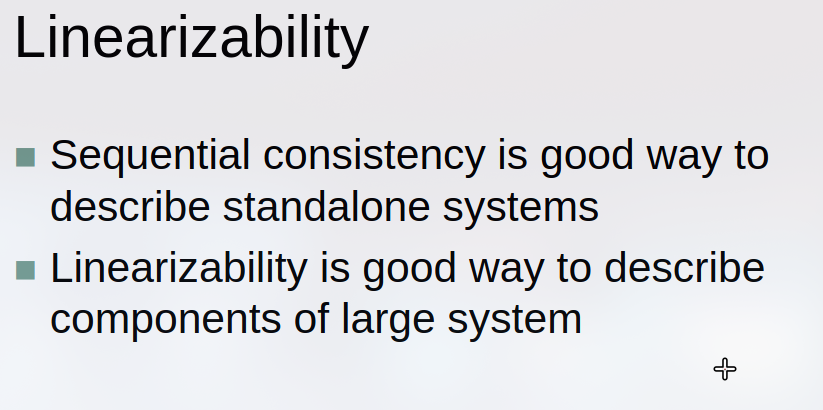 Linearizability
Sequential consistency is good way to
describe standalone systems
Linearizability is good way to describe
components of large system